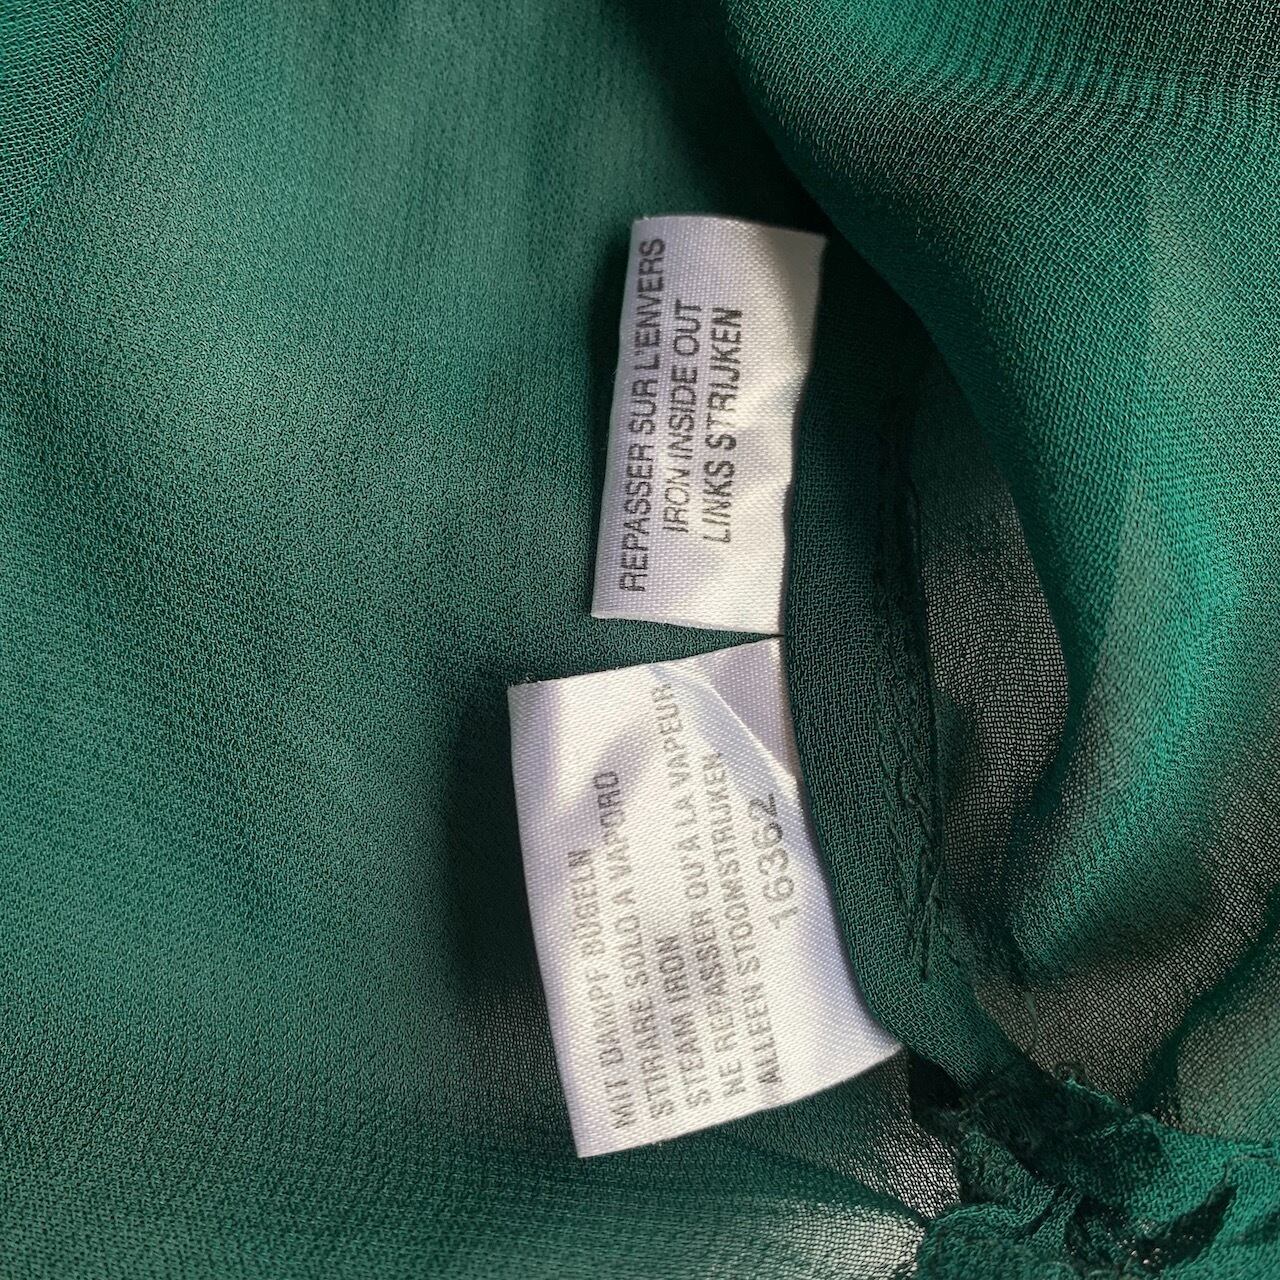 REPASSER SUR L'ENVERS
IRON INSIDE OUT
LINKS STRIJKEN
MIT DAMPF BÜGELN
STIRARE SOLO A VAPORO
STEAM IRON
NE REPASSER QU'A LA VAPEUR
ALLEEN STOOMSTRIJKEN
16362